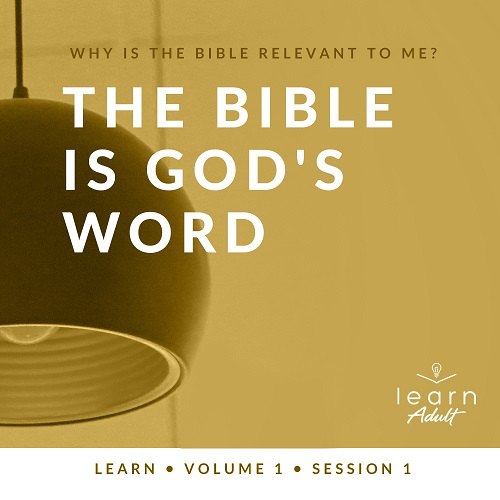 WHY IS THE BIBLE RELEVANT TO ME?
THE BIBLE
IS GOD'S
WORD
learn
Adult
LEARN • VOLUME 1 • SESSION 1